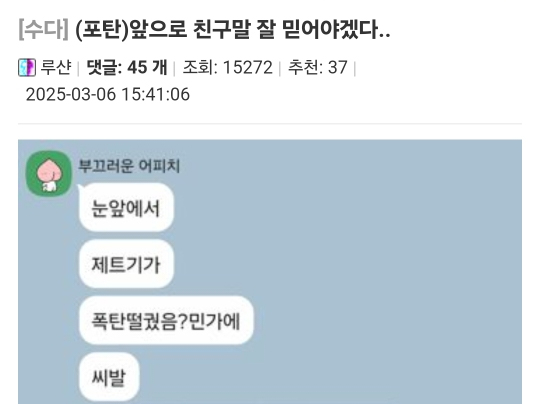 [수다] (포탄)앞으로 친구말 잘 믿어야겠다..
루샨 | 댓글: 45 개 | 조회: 15272 | 추천: 37 |
2025-03-06 15:41:06
부끄러운 어피치
눈앞에서
제트기가
폭탄떨궜음?민가에
씨발